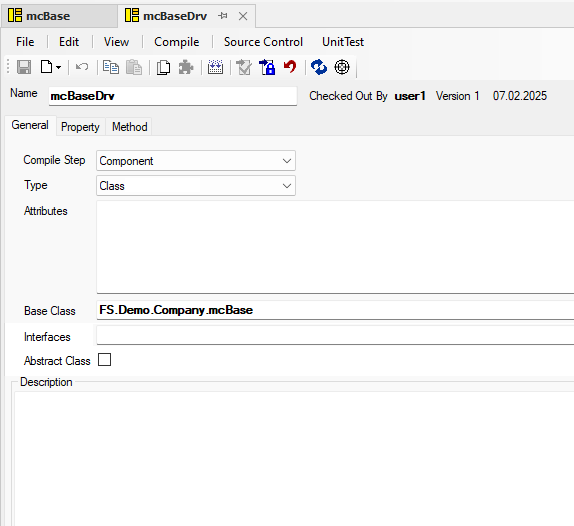 mcBase mcBaseDrv
File Edit View Compile Source Control UnitTest
Name mcBaseDrv Checked Out By user1 Version 1 07.02.2025
General Property Method
Compile Step Component
Type Class
Attributes
Base Class FS.Demo.Company.mcBase
Interfaces
Abstract Class
Description